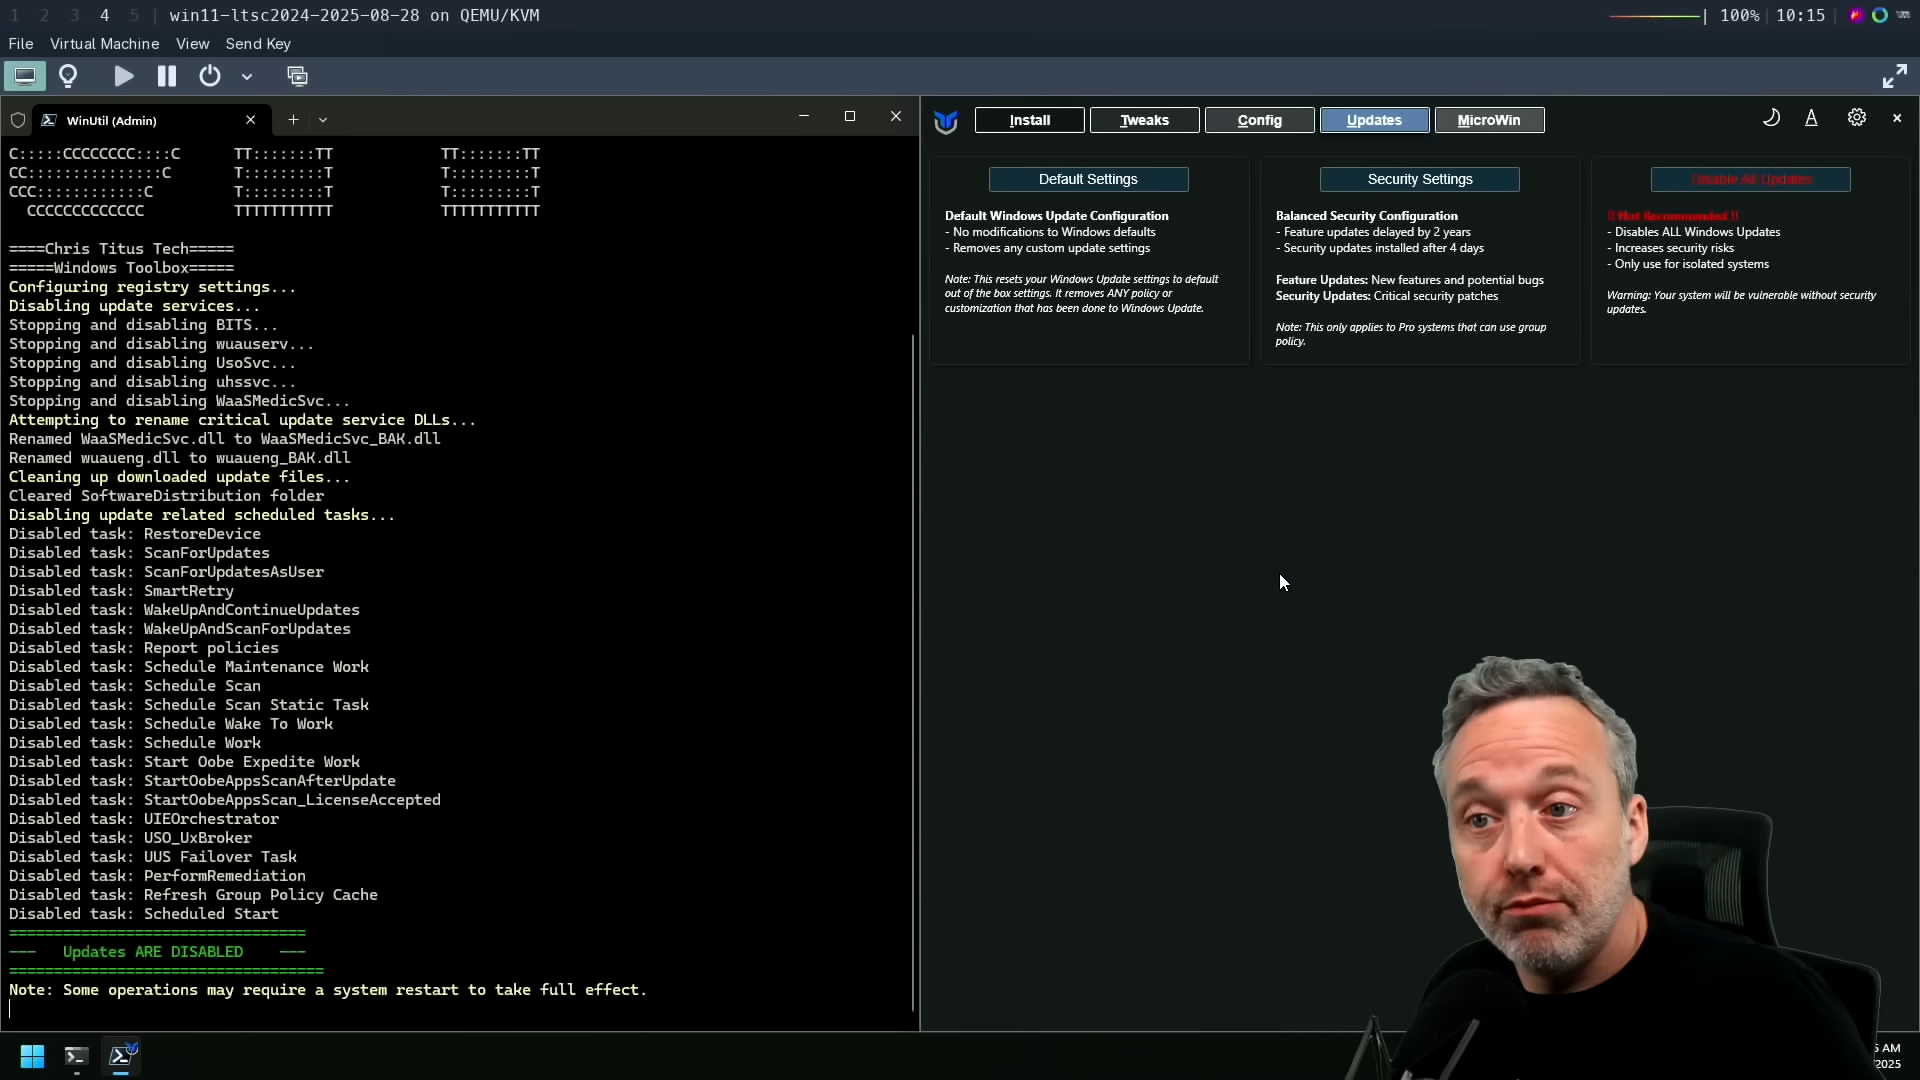 1 2 3 4 5 | win11-ltsc2024-2025-08-28 on QEMU/KVM
100% 10:15
File Virtual Machine View Send Key
WinUtil (Admin)
C:::::CCCCCCCC::::C      TT:::::::TT            TT:::::::TT
CC:::::::::::::::C       T:::::::::T            T:::::::::T
CCC::::::::::::C         T:::::::::T            T:::::::::T
  CCCCCCCCCCCCC          TTTTTTTTTTT            TTTTTTTTTTT
====Chris Titus Tech=====
=====Windows Toolbox=====
Configuring registry settings...
Disabling update services...
Stopping and disabling BITS...
Stopping and disabling wuauserv...
Stopping and disabling UsoSvc...
Stopping and disabling uhssvc...
Stopping and disabling WaaSMedicSvc...
Attempting to rename critical update service DLLs...
Renamed WaaSMedicSvc.dll to WaaSMedicSvc_BAK.dll
Renamed wuaueng.dll to wuaueng_BAK.dll
Cleaning up downloaded update files...
Cleared SoftwareDistribution folder
Disabling update related scheduled tasks...
Disabled task: RestoreDevice
Disabled task: ScanForUpdates
Disabled task: ScanForUpdatesAsUser
Disabled task: SmartRetry
Disabled task: WakeUpAndContinueUpdates
Disabled task: WakeUpAndScanForUpdates
Disabled task: Report policies
Disabled task: Schedule Maintenance Work
Disabled task: Schedule Scan
Disabled task: Schedule Scan Static Task
Disabled task: Schedule Wake To Work
Disabled task: Schedule Work
Disabled task: Start Oobe Expedite Work
Disabled task: StartOobeAppsScanAfterUpdate
Disabled task: StartOobeAppsScan_LicenseAccepted
Disabled task: UIEOrchestrator
Disabled task: USO_UxBroker
Disabled task: UUS Failover Task
Disabled task: PerformRemediation
Disabled task: Refresh Group Policy Cache
Disabled task: Scheduled Start
=================================
---   Updates ARE DISABLED    ---
===================================
Note: Some operations may require a system restart to take full effect.
Install Tweaks Config Updates MicroWin
Default Settings
Default Windows Update Configuration
- No modifications to Windows defaults
- Removes any custom update settings
Note: This resets your Windows Update settings to default
out of the box settings. It removes ANY policy or
customization that has been done to Windows Update.
Security Settings
Balanced Security Configuration
- Feature updates delayed by 2 years
- Security updates installed after 4 days
Feature Updates: New features and potential bugs
Security Updates: Critical security patches
Note: This only applies to Pro systems that can use group
policy.
Disable All Updates
!! Not Recommended !!
- Disables ALL Windows Updates
- Increases security risks
- Only use for isolated systems
Warning: Your system will be vulnerable without security
updates.
AM
2025